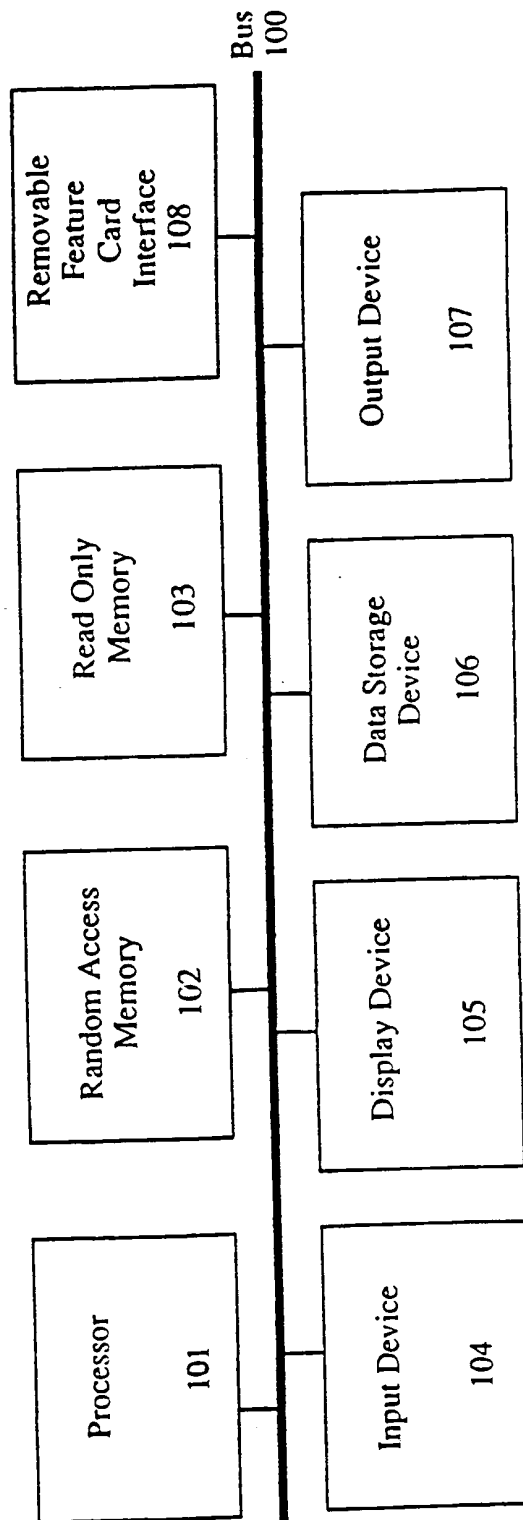 Processor
101
Random Access
Memory
102
Read Only
Memory
103
Removable
Feature
Card
Interface
108
Bus
100
Input Device
104
Display Device
105
Data Storage
Device
106
Output Device
107